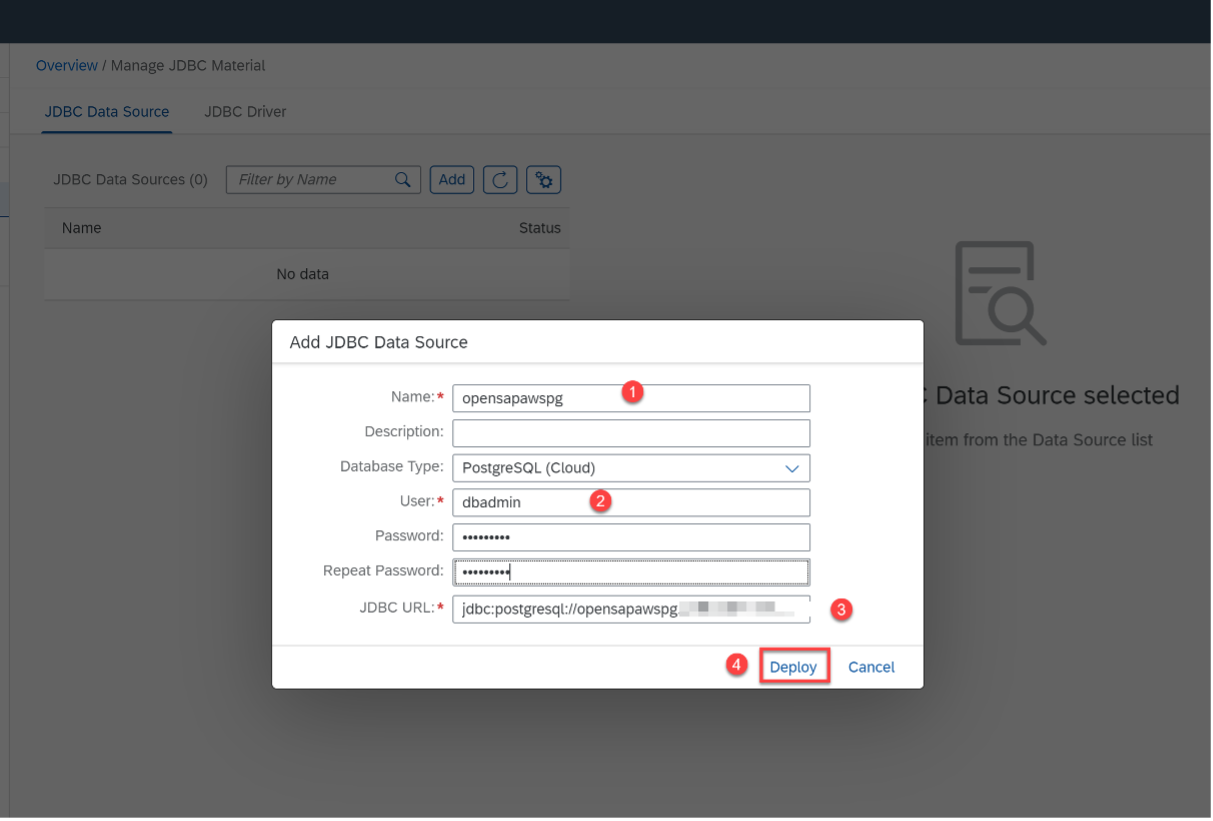 Overview / Manage JDBC Material
JDBC Data Source JDBC Driver
JDBC Data Sources (0) Filter by Name Add
Name Status
No data
Data Source selected
item from the Data Source list
Add JDBC Data Source
Name:* opensapawspg 1
Description:
Database Type: PostgreSQL (Cloud)
User:* dbadmin 2
Password: •••••••••
Repeat Password: •••••••••
JDBC URL:* jdbc:postgresql://opensapawspg 3
4 Deploy Cancel